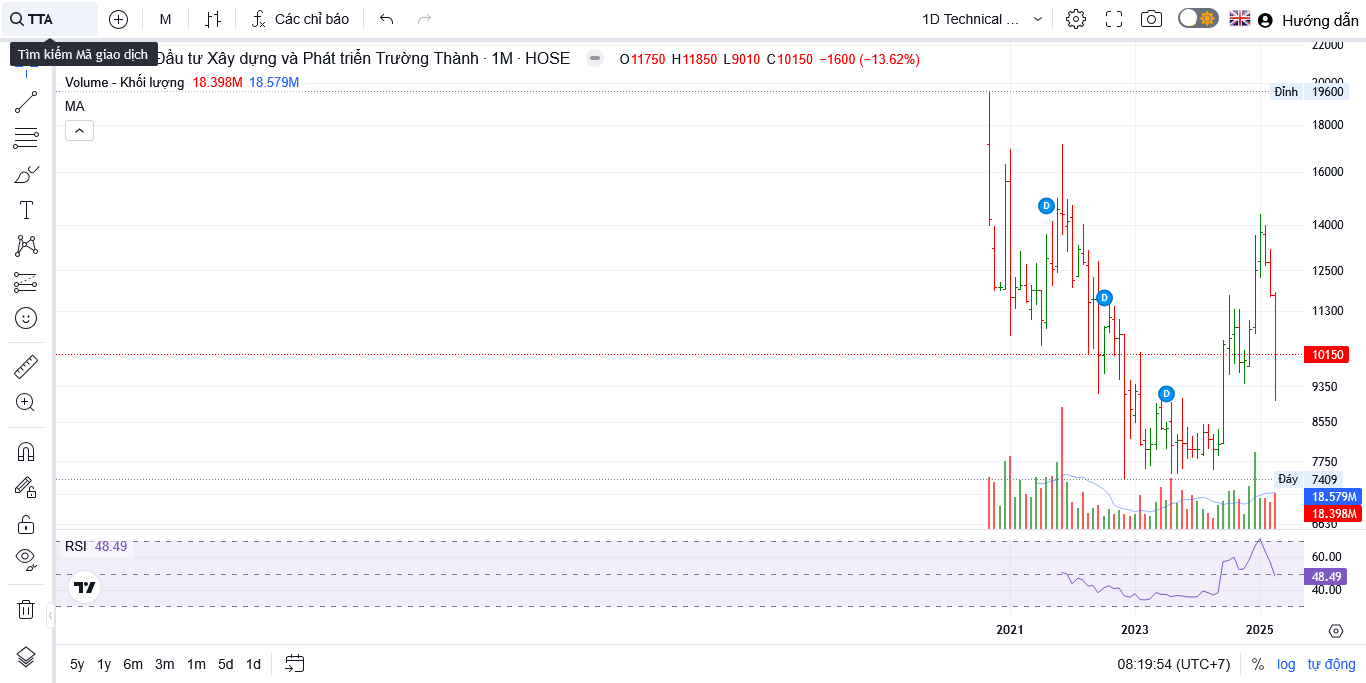 TTA M Các chỉ báo 1D Technical ... Hướng dẫn
Tìm kiếm Mã giao dịch
Đầu tư Xây dựng và Phát triển Trường Thành · 1M · HOSE O11750 H11850 L9010 C10150 −1600 (−13.62%)
Volume - Khối lượng 18.398M 18.579M
MA
22000
20000
Đỉnh 19600
18000
16000
14000
12500
11300
10150
9350
8550
7750
Đáy 7409
18.579M
18.398M
6630
D
D
D
RSI 48.49
60.00
48.49
40.00
2021 2023 2025
5y 1y 6m 3m 1m 5d 1d 08:19:54 (UTC+7) % log tự động